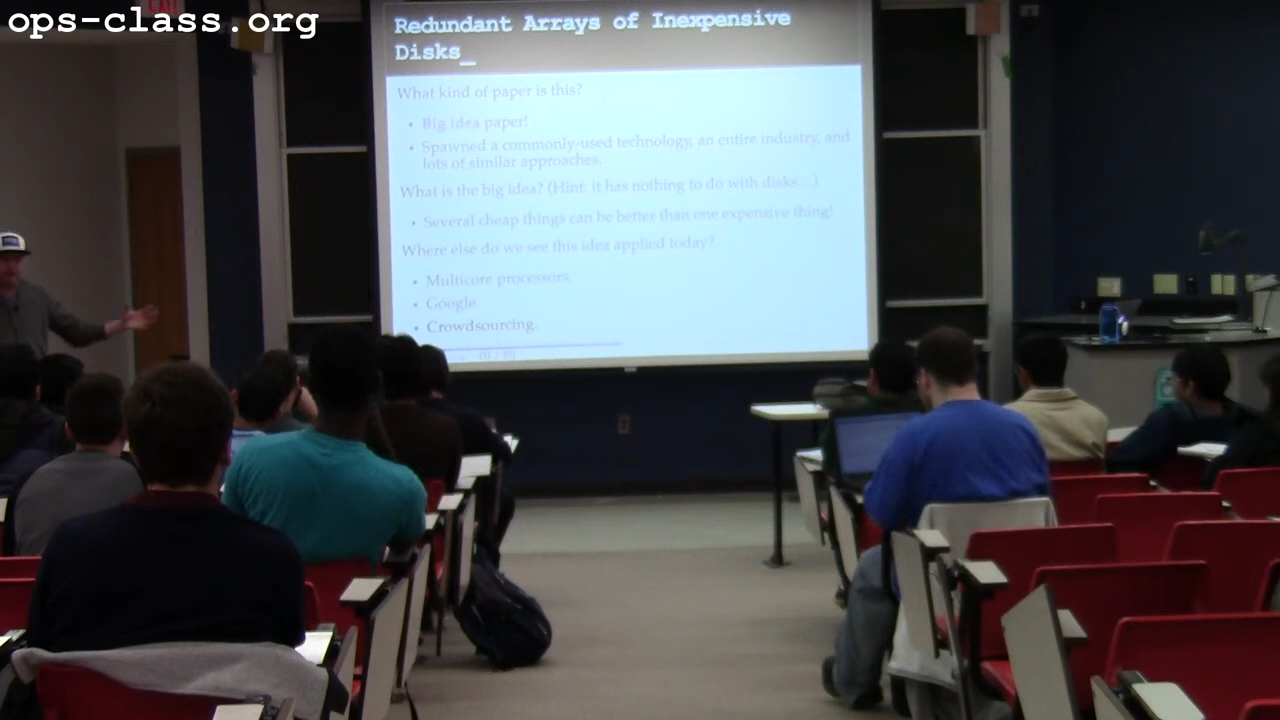 EXIT
ops-class.org
Redundant Arrays of Inexpensive
Disks_
What kind of paper is this?
• Big idea paper!
• Spawned a commonly-used technology, an entire industry, and
lots of similar approaches.
What is the big idea? (Hint: it has nothing to do with disks...)
• Several cheap things can be better than one expensive thing!
Where else do we see this idea applied today?
• Multicore processors.
• Google.
• Crowdsourcing.